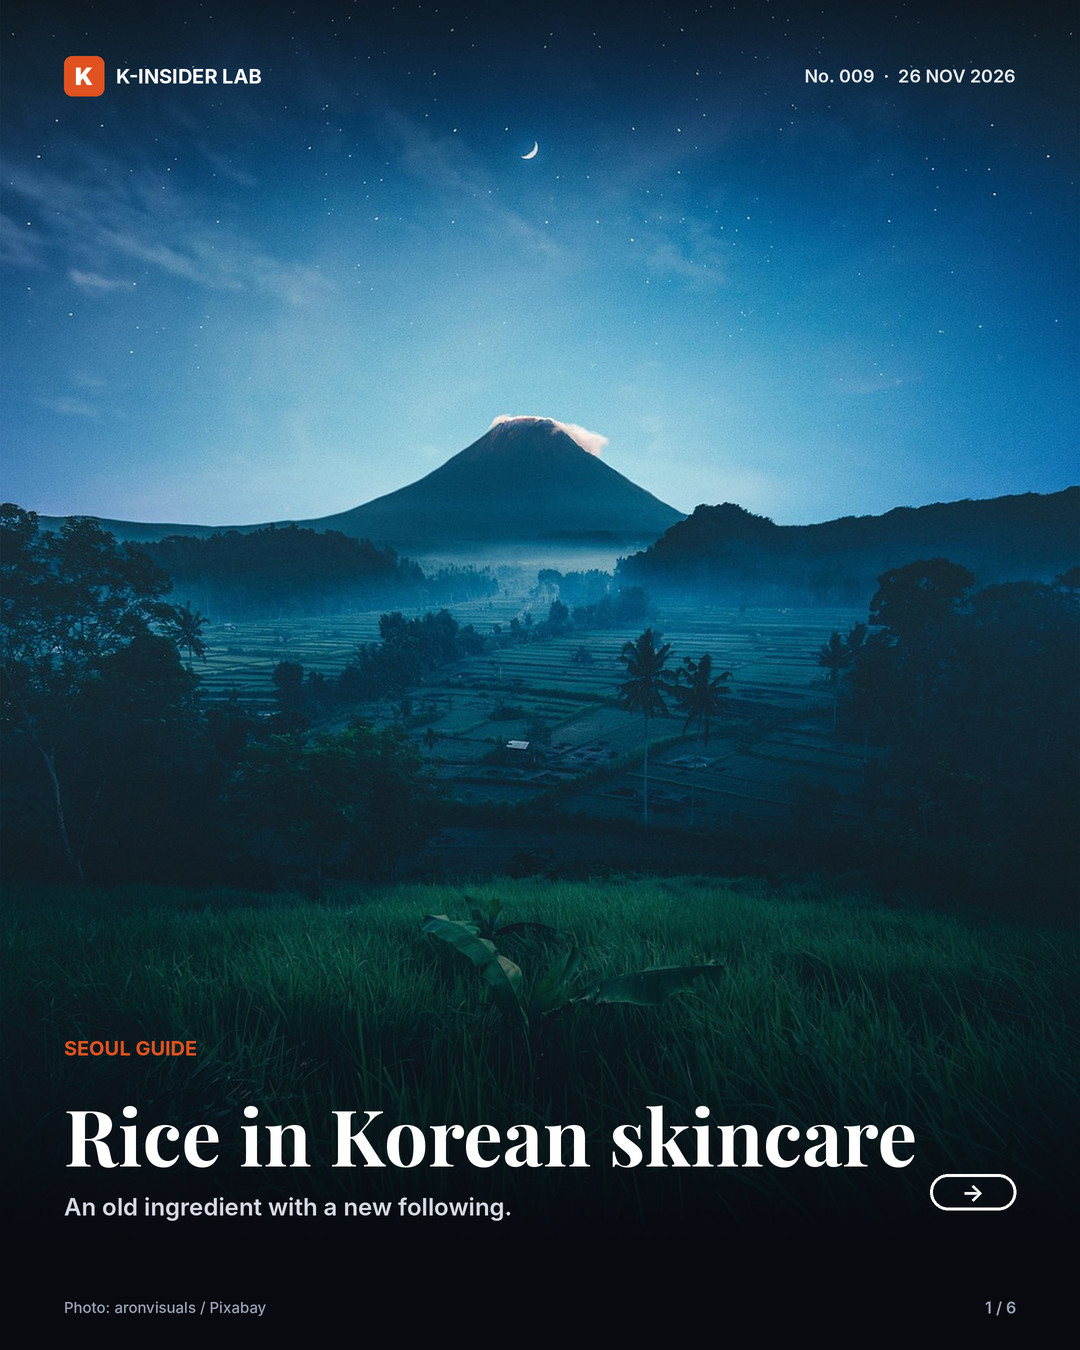 K K-INSIDER LAB
No. 009 · 26 NOV 2026
SEOUL GUIDE
Rice in Korean skincare
An old ingredient with a new following.
→
Photo: aronvisuals / Pixabay
1 / 6